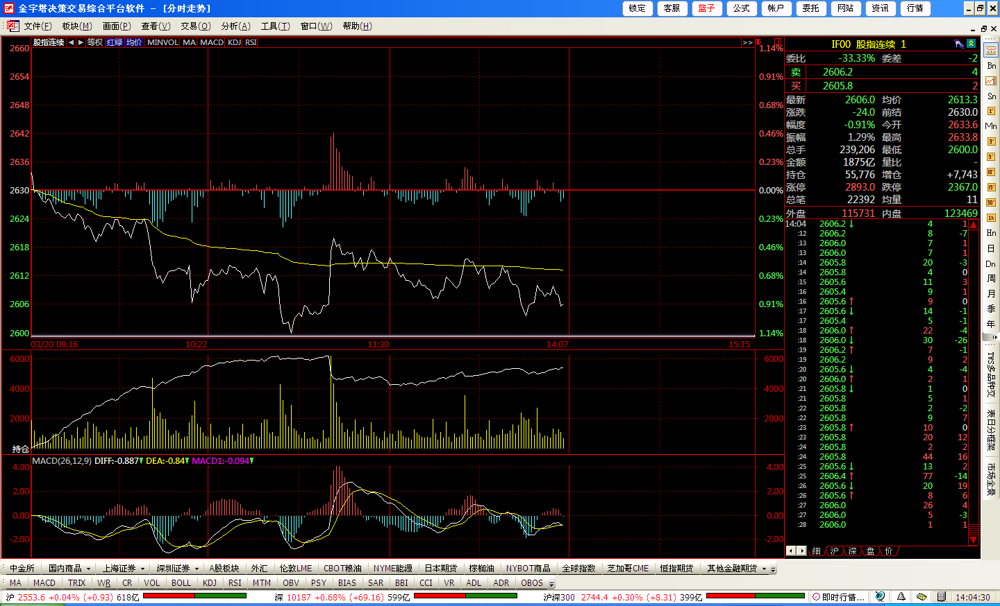 金字塔决策交易综合平台软件 - [分时走势] 锁定 客服 篮子 公式 帐户 委托 网站 资讯 行情
文件(F) 板块(M) 画面(P) 查看(V) 交易(O) 分析(A) 工具(T) 窗口(W) 帮助(H)
股指连续 等权 红绿 均价 MINVOL MA MACD KDJ RSI >>
2660 1.14%
2654 0.91%
2648 0.68%
2642 0.46%
2636 0.23%
2630 0.00%
2624 0.23%
2618 0.46%
2612 0.68%
2606 0.91%
2600 1.14%
03/20 09:16 10:22 11:30 14:07 15:15
6000 6000
4000 4000
2000 2000
持仓
MACD(26,12,9) DIFF:-0.887 DEA:-0.84 MACD1:-0.094
4.00 4.00
2.00 2.00
0.00 0.00
-2.00 -2.00
IF00 股指连续 1
委比 -33.33% 委差 -2
卖 2606.2 4
买 2605.8 2
最新 2606.0 均价 2613.3
涨跌 -24.0 前结 2630.0
幅度 -0.91% 今开 2633.6
振幅 1.29% 最高 2633.8
总手 239,206 最低 2600.0
金额 1875亿 量比 -
持仓 55,776 增仓 +7,743
涨停 2893.0 跌停 2367.0
总笔 22392 均量 11
外盘 115731 内盘 123469
14:04 2606.2↓ 4 1
:12 2606.2 8 -7
:13 2606.0 7 1
:13 2606.0 7 1
:14 2605.8 20 -3
:14 2605.8 4 0
:15 2605.6 11 3
:16 2605.4 9 1
:16 2605.6↑ 9 0
:17 2605.6↓ 14 -1
:17 2605.4 5 -1
:18 2606.0↑ 22 -4
:18 2606.0↓ 30 -26
:19 2606.2↑ 7 -1
:19 2606.2 9 2
:20 2605.6↓ 4 -4
:20 2606.0↑ 2 1
:21 2605.8↓ 1 0
:21 2605.8 5 1
:22 2605.8 2 -2
:22 2605.8 9 7
:23 2605.8↑ 10 0
:23 2605.8 20 12
:24 2605.8 2 2
:24 2605.8 44 16
:25 2605.6↓ 13 2
:25 2606.4↑ 77 -14
:26 2605.6↓ 20 19
:26 2605.6↑ 8 6
:27 2606.0 26 4
:27 2606.0 5 -3
:28 2606.0 1 1
细 沪 深 盘 价
Bn
Sn
1'
Mn
3'
5'
10'
15'
30'
1h
Hn
日
Dn
周
月
季
年
TWS多品种交
类日分框架
市场全景
中金所 国内商品 上海证券 深圳证券 A股板块 外汇 伦敦LME CBOT粮油 NYME能源 日本期货 棕榈油 NYBOT商品 全球指数 芝加哥CME 恒指期货 其他金融期货
MA MACD TRIX WR CR VOL BOLL KDJ RSI MTM OBV PSY BIAS SAR BBI CCI VR ADL ADR OBOS
沪 2553.6 +0.04% (+0.93) 618亿 深 10187 +0.68% (+69.16) 599亿 沪深300 2744.4 +0.30% (+8.31) 399亿 即时行情... 14:04:30